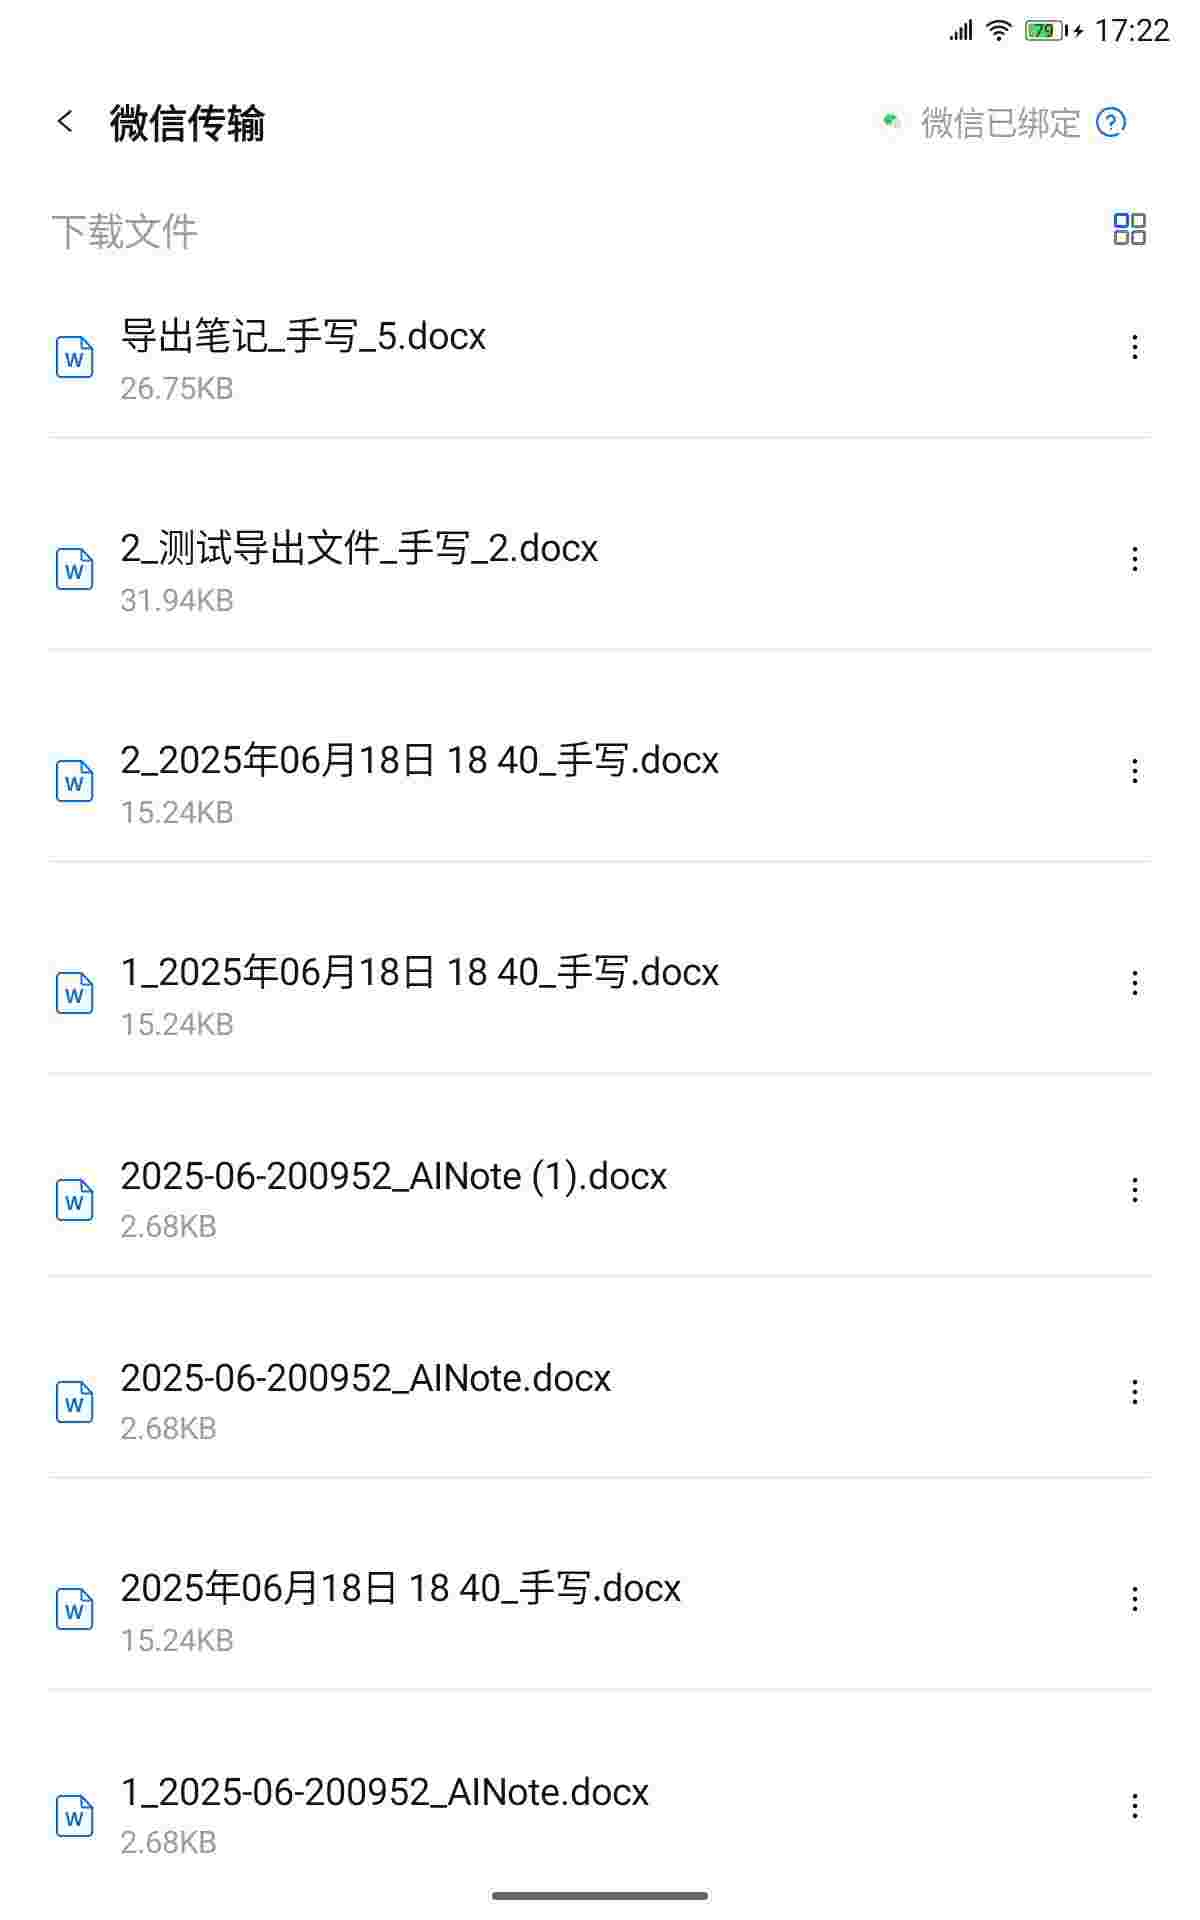 79 17:22
微信传输
微信已绑定
下载文件
导出笔记_手写_5.docx
26.75KB
2_测试导出文件_手写_2.docx
31.94KB
2_2025年06月18日 18 40_手写.docx
15.24KB
1_2025年06月18日 18 40_手写.docx
15.24KB
2025-06-200952_AINote (1).docx
2.68KB
2025-06-200952_AINote.docx
2.68KB
2025年06月18日 18 40_手写.docx
15.24KB
1_2025-06-200952_AINote.docx
2.68KB